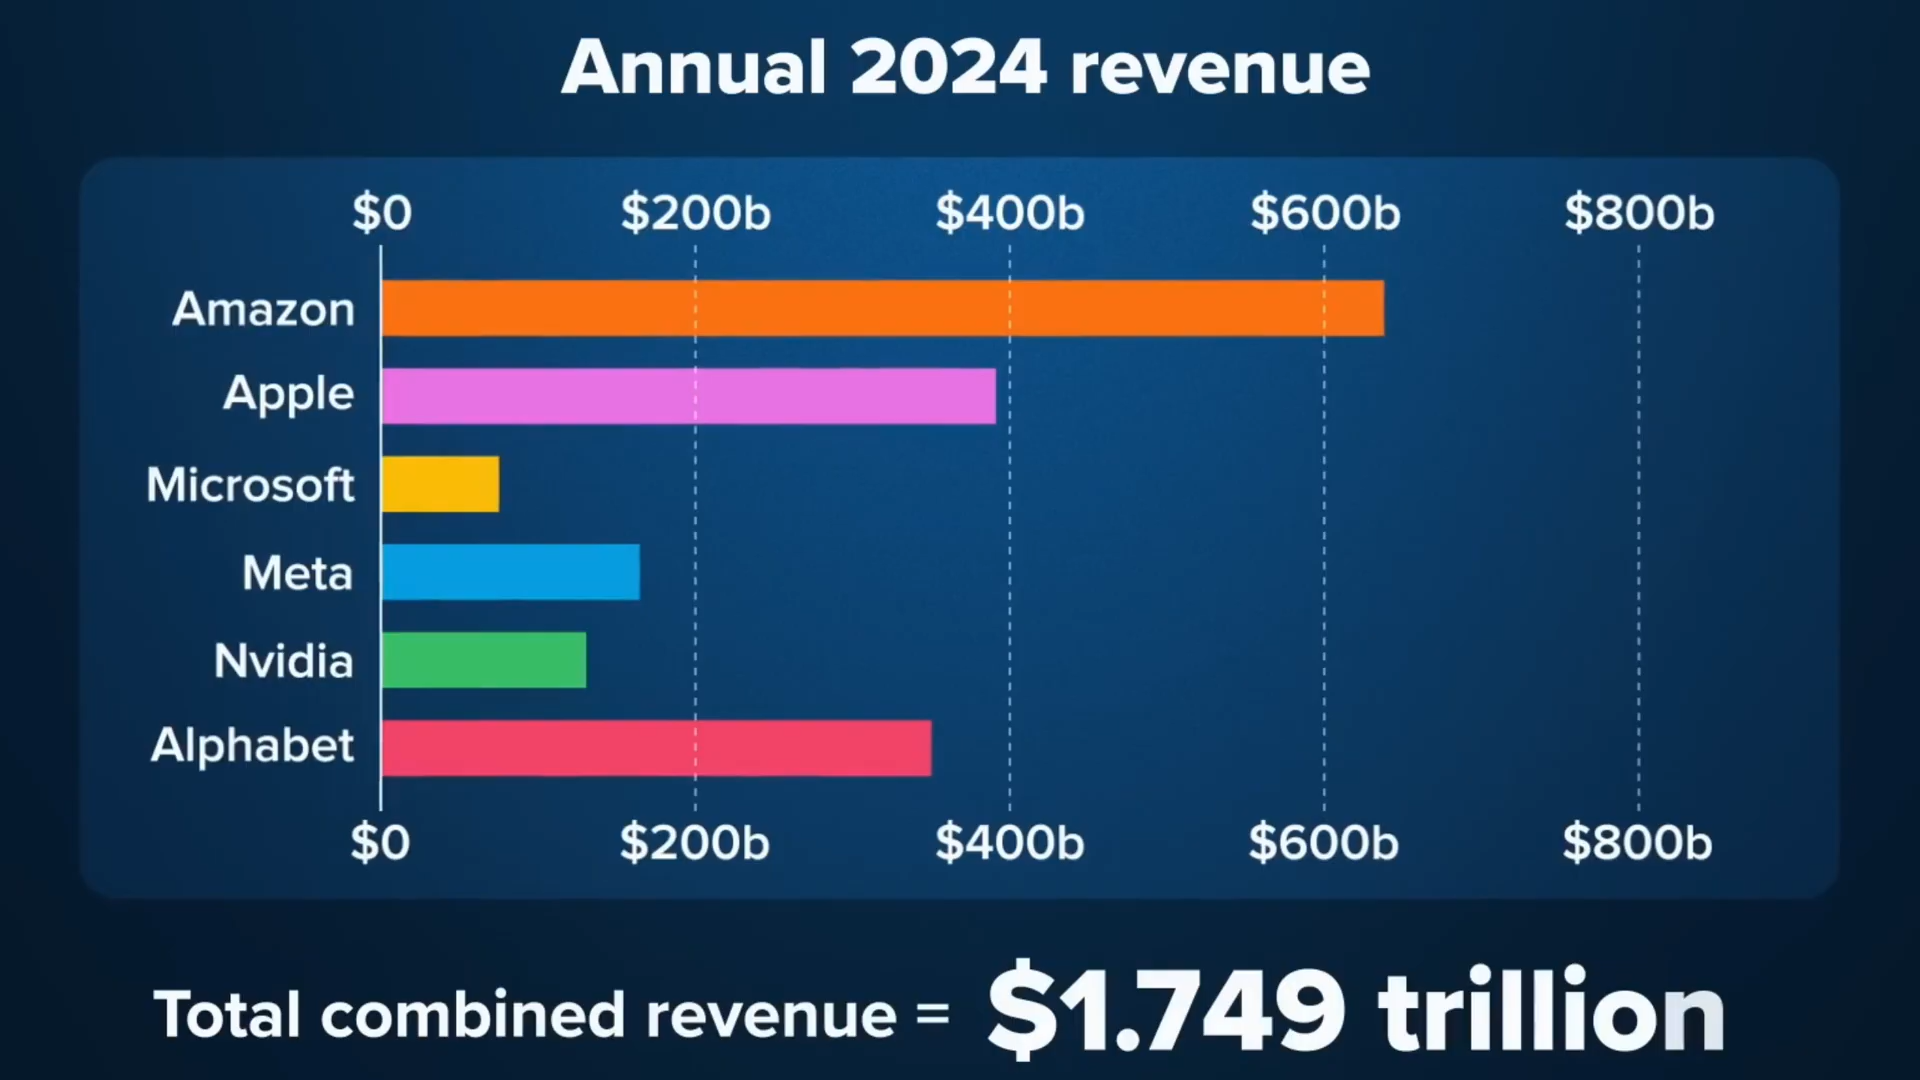 Annual 2024 revenue
$0 $200b $400b $600b $800b
Amazon
Apple
Microsoft
Meta
Nvidia
Alphabet
$0 $200b $400b $600b $800b
Total combined revenue = $1.749 trillion